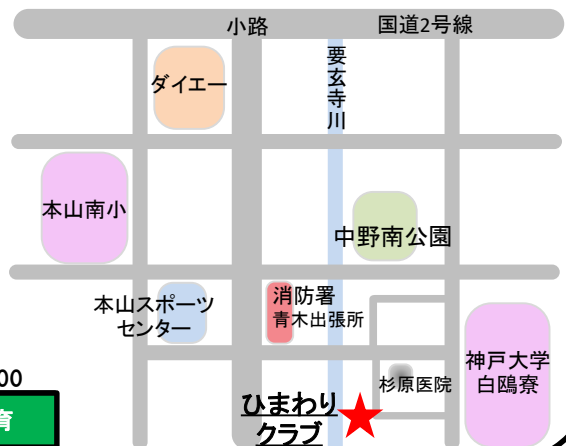 小路
国道2号線
ダイエー
要玄寺川
本山南小
中野南公園
本山スポーツ
センター
消防署
青木出張所
神戸大学
白鴎寮
杉原医院
00
育
ひまわり
クラブ